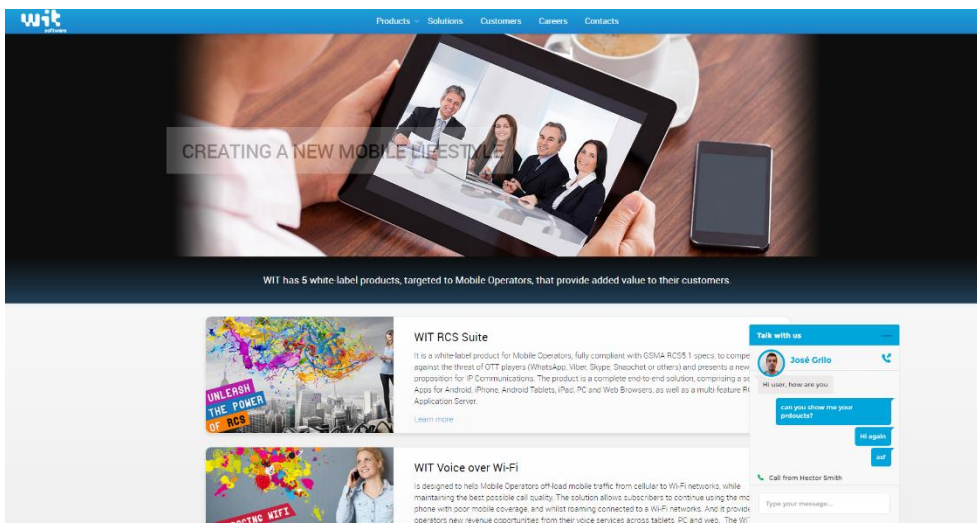 wit
software
Products Solutions Customers Careers Contacts
CREATING A NEW MOBILE LIFESTYLE
WIT has 5 white-label products, targeted to Mobile Operators, that provide added value to their customers.
UNLEASH
THE POWER
OF RCS
WIT RCS Suite
It is a white-label product for Mobile Operators, fully compliant with GSMA RCS5.1 specs, to compe
against the threat of OTT players (WhatsApp, Viber, Skype, Snapchat or others) and presents a new
proposition for IP Communications. The product is a complete end-to-end solution, comprising a se
Apps for Android, iPhone, Android Tablets, iPad, PC and Web Browsers, as well as a multi-feature RC
Application Server.
Learn more
WIFI
WIT Voice over Wi-Fi
Is designed to help Mobile Operators off-load mobile traffic from cellular to Wi-Fi networks, while
maintaining the best possible call quality. The solution allows subscribers to continue using the mo
phone with poor mobile coverage, and whilst roaming connected to a Wi-Fi networks. And it provide
operators new revenue opportunities from their voice services across tablets, PC and web. The WIT
Talk with us
José Grilo
Hi user, how are you
can you show me your
prdoucts?
Hi again
asf
Call from Hector Smith
Type your message...